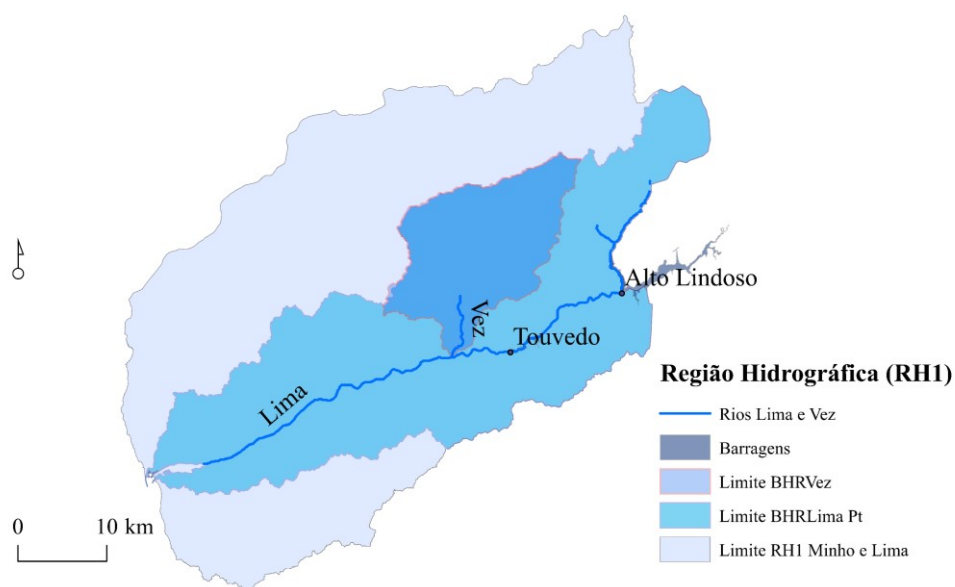 Alto Lindoso
Vez
Touvedo
Lima
Região Hidrográfica (RH1)
Rios Lima e Vez
Barragens
Limite BHRVez
Limite BHRLima Pt
Limite RH1 Minho e Lima
0 10 km